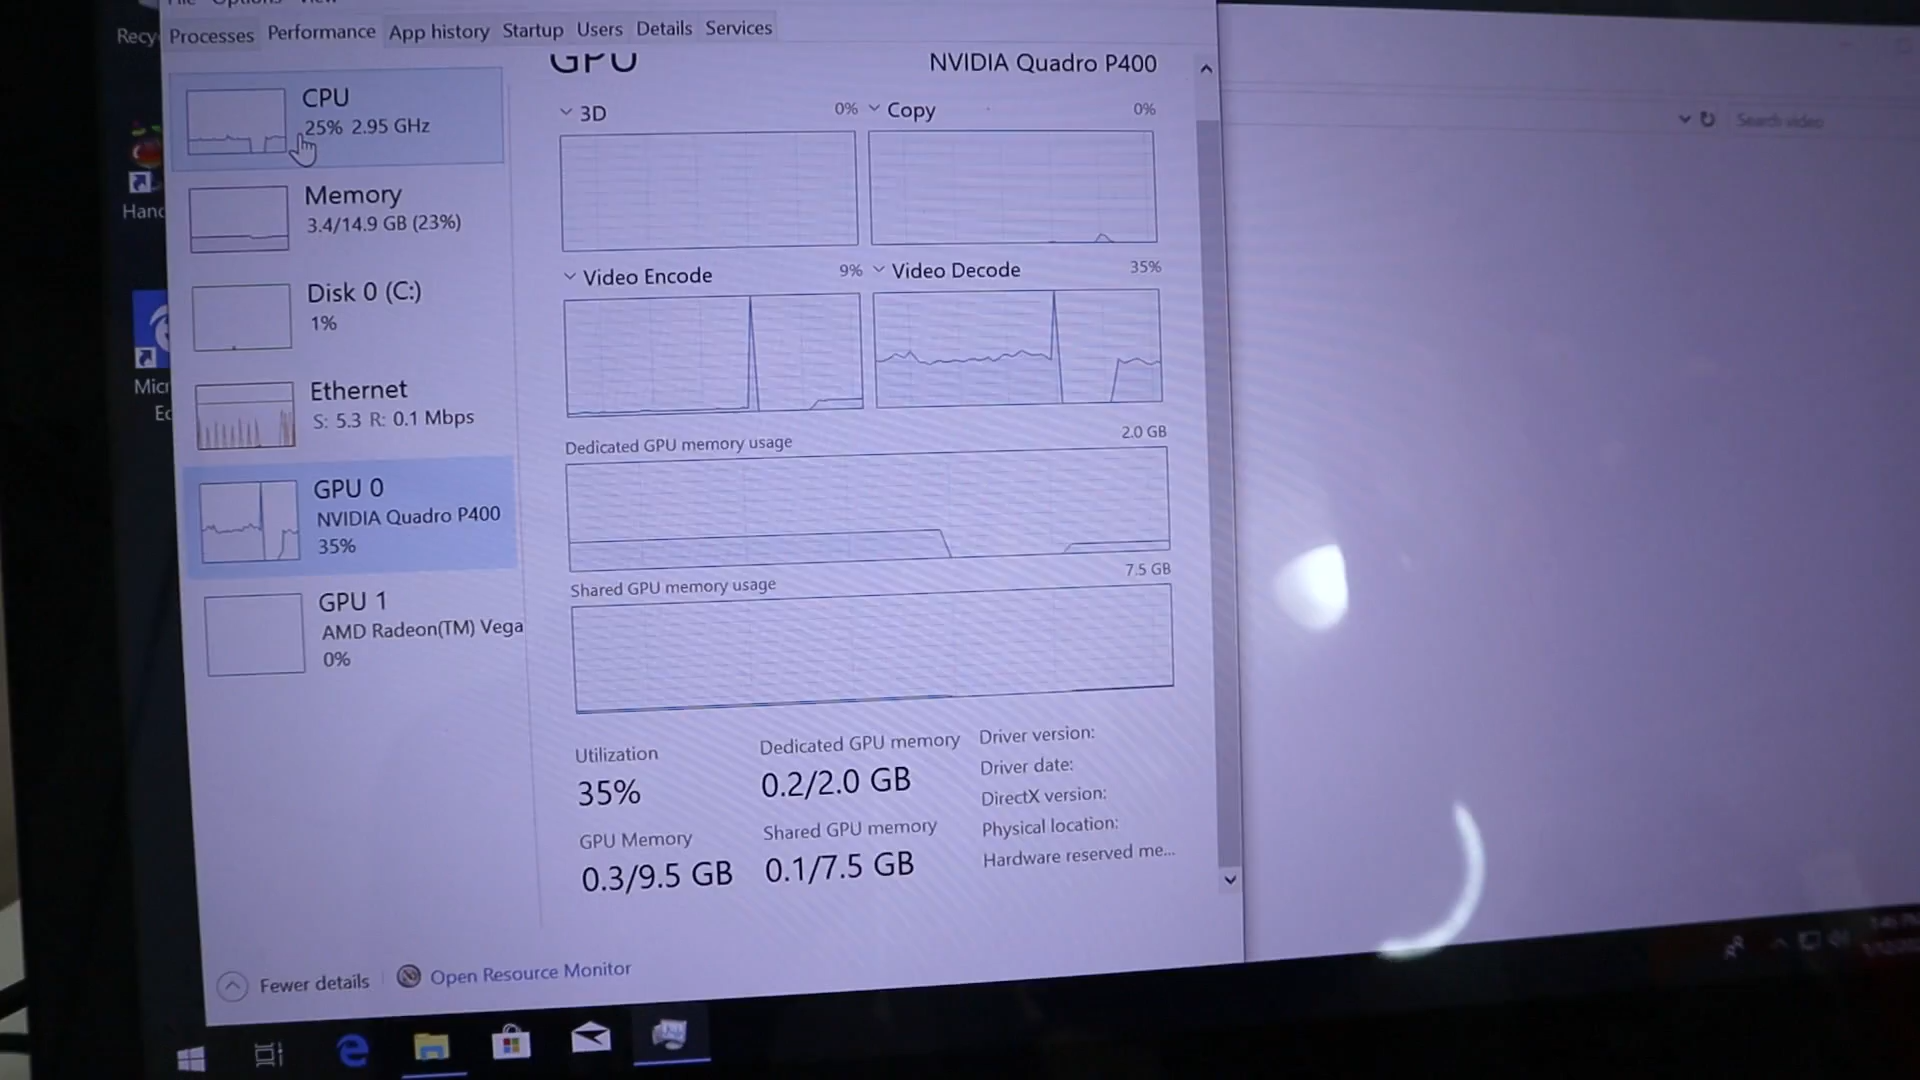 Options View
Recy
Processes Performance App history Startup Users Details Services
GPU NVIDIA Quadro P400
CPU
25% 2.95 GHz
3D 0% Copy 0%
Search video
Memory
3.4/14.9 GB (23%)
Hand
Video Encode 9% Video Decode 35%
Disk 0 (C:)
1%
Micr
Ec
Ethernet
S: 5.3 R: 0.1 Mbps
Dedicated GPU memory usage 2.0 GB
GPU 0
NVIDIA Quadro P400
35%
Shared GPU memory usage 7.5 GB
GPU 1
AMD Radeon(TM) Vega
0%
Utilization
35%
Dedicated GPU memory
0.2/2.0 GB
GPU Memory
0.3/9.5 GB
Shared GPU memory
0.1/7.5 GB
Driver version:
Driver date:
DirectX version:
Physical location:
Hardware reserved me...
Fewer details Open Resource Monitor